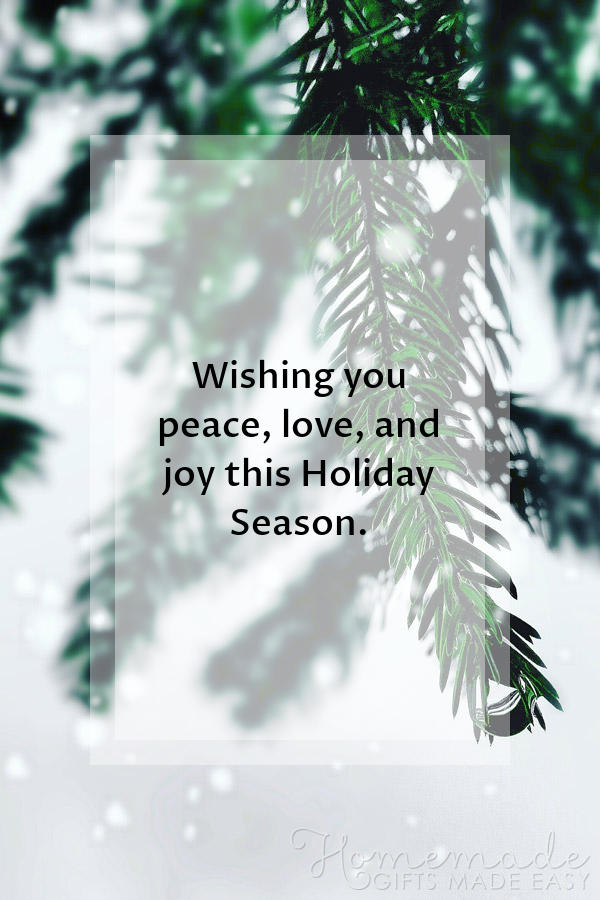 Wishing you
peace, love, and
joy this Holiday
Season.
Homemade
GIFTS MADE EASY